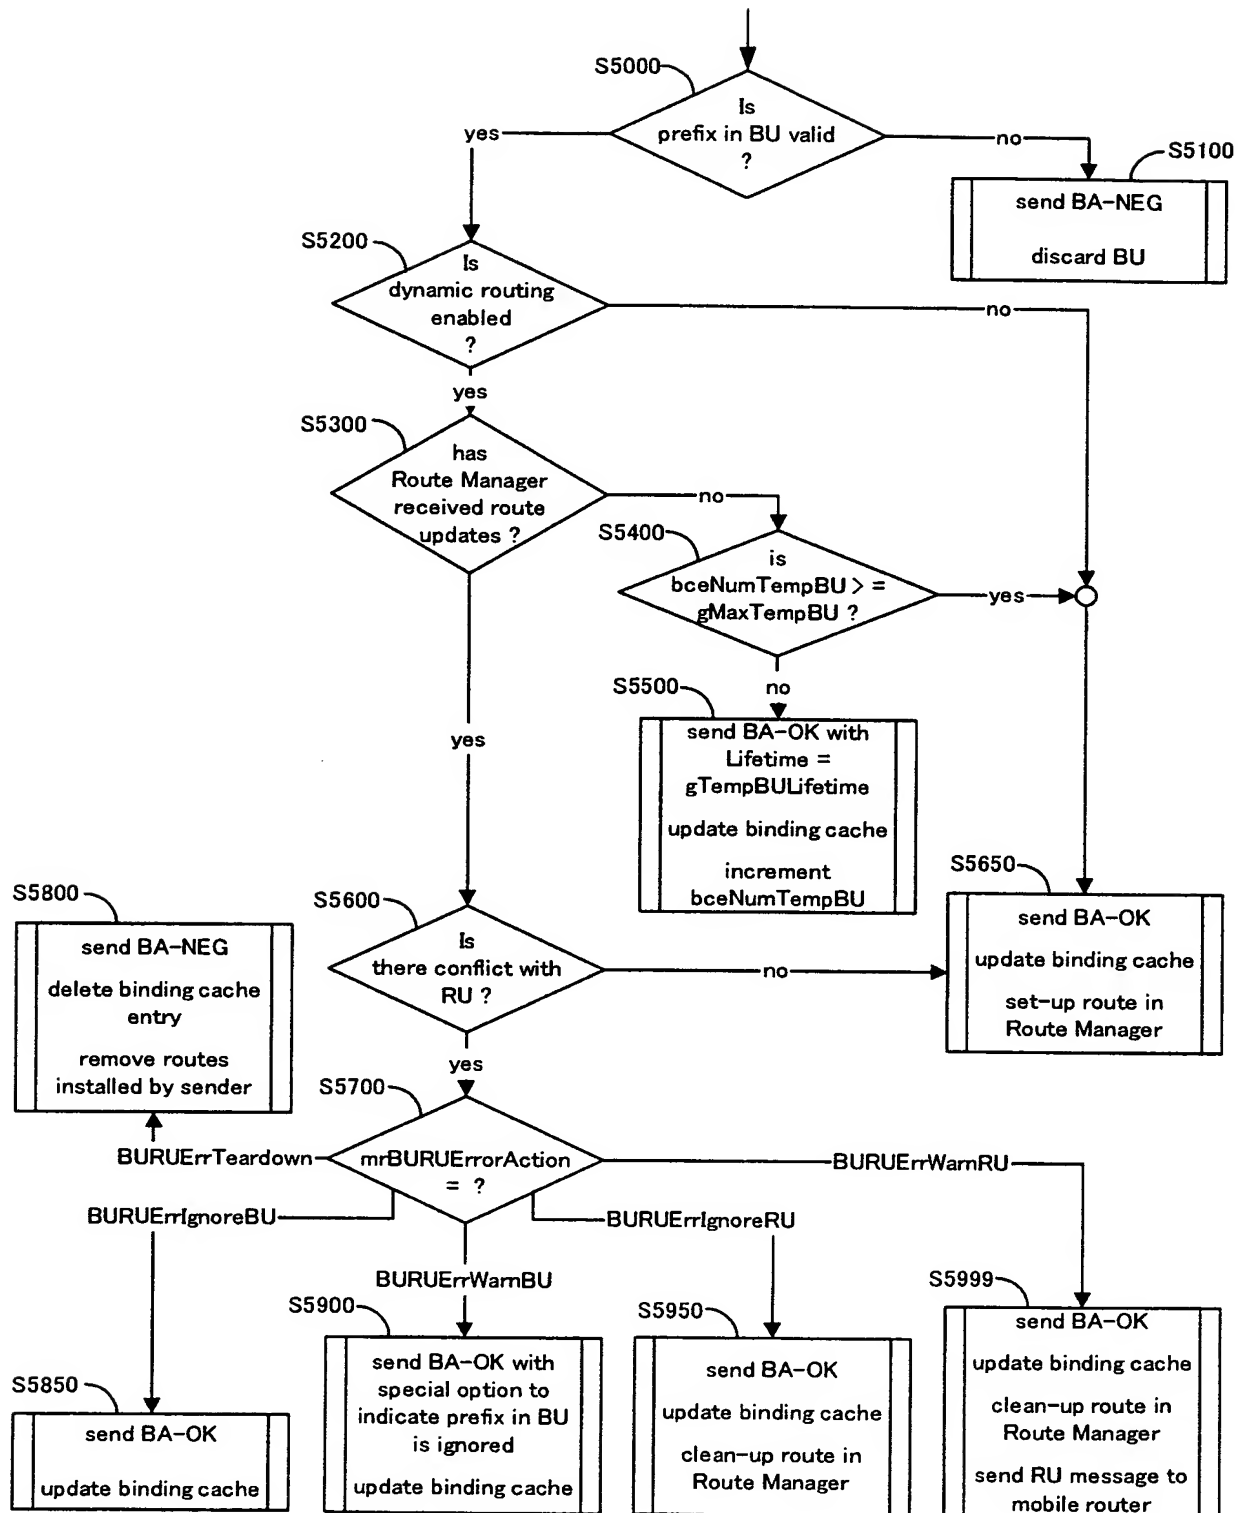 S5000
Is
prefix in BU valid
?
yes
no
S5100
send BA-NEG
discard BU
S5200
Is
dynamic routing
enabled
?
no
yes
S5300
has
Route Manager
received route
updates ?
no
S5400
is
bceNumTempBU > =
gMaxTempBU ?
yes
no
S5500
send BA-OK with
Lifetime =
gTempBULifetime
update binding cache
increment
bceNumTempBU
yes
S5650
send BA-OK
update binding cache
set-up route in
Route Manager
S5600
Is
there conflict with
RU ?
no
yes
S5800
send BA-NEG
delete binding cache
entry
remove routes
installed by sender
S5700
mrBURUErrorAction
= ?
BURUErrTeardown
BURUErrWarnRU
BURUErrIgnoreBU
BURUErrIgnoreRU
BURUErrWarnBU
S5850
send BA-OK
update binding cache
S5900
send BA-OK with
special option to
indicate prefix in BU
is ignored
update binding cache
S5950
send BA-OK
update binding cache
clean-up route in
Route Manager
S5999
send BA-OK
update binding cache
clean-up route in
Route Manager
send RU message to
mobile router